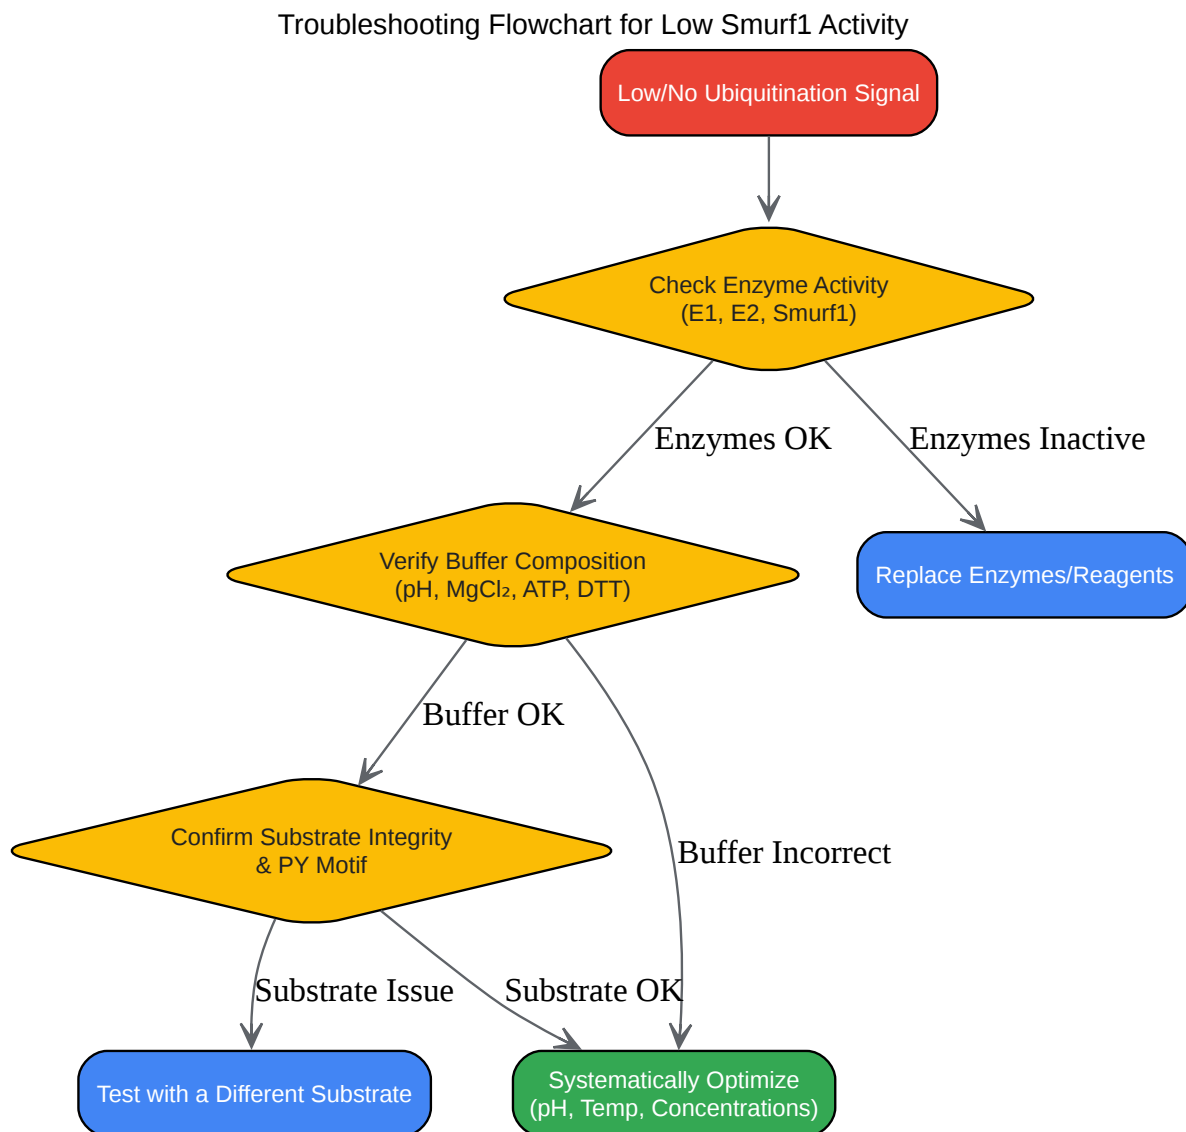 Troubleshooting Flowchart for Low Smurf1 Activity
Low/No Ubiquitination Signal
Check Enzyme Activity
(E1, E2, Smurf1)
Enzymes OK
Enzymes Inactive
Verify Buffer Composition
(pH, MgCl₂, ATP, DTT)
Replace Enzymes/Reagents
Buffer OK
Buffer Incorrect
Confirm Substrate Integrity
& PY Motif
Substrate Issue
Substrate OK
Test with a Different Substrate
Systematically Optimize
(pH, Temp, Concentrations)